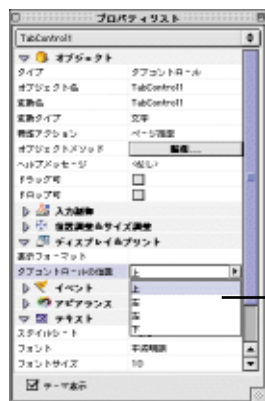 プロパティリスト
TabControl1
オブジェクト
タイプ タブコントロール
オブジェクト名 TabControl1
変数名 TabControl1
変数タイプ 文字
標準アクション ページ指定
オブジェクトメソッド 編集...
ヘルプメッセージ <なし>
ドラッグ可
ドロップ可
入力制御
位置調整&サイズ調整
ディスプレイ&プリント
表示フォーマット
タブコントロールの位置 上
イベント 上
アピアランス 左
テキスト 右
スタイルシート 下
フォント 平成明朝
フォントサイズ 10
テーマ表示